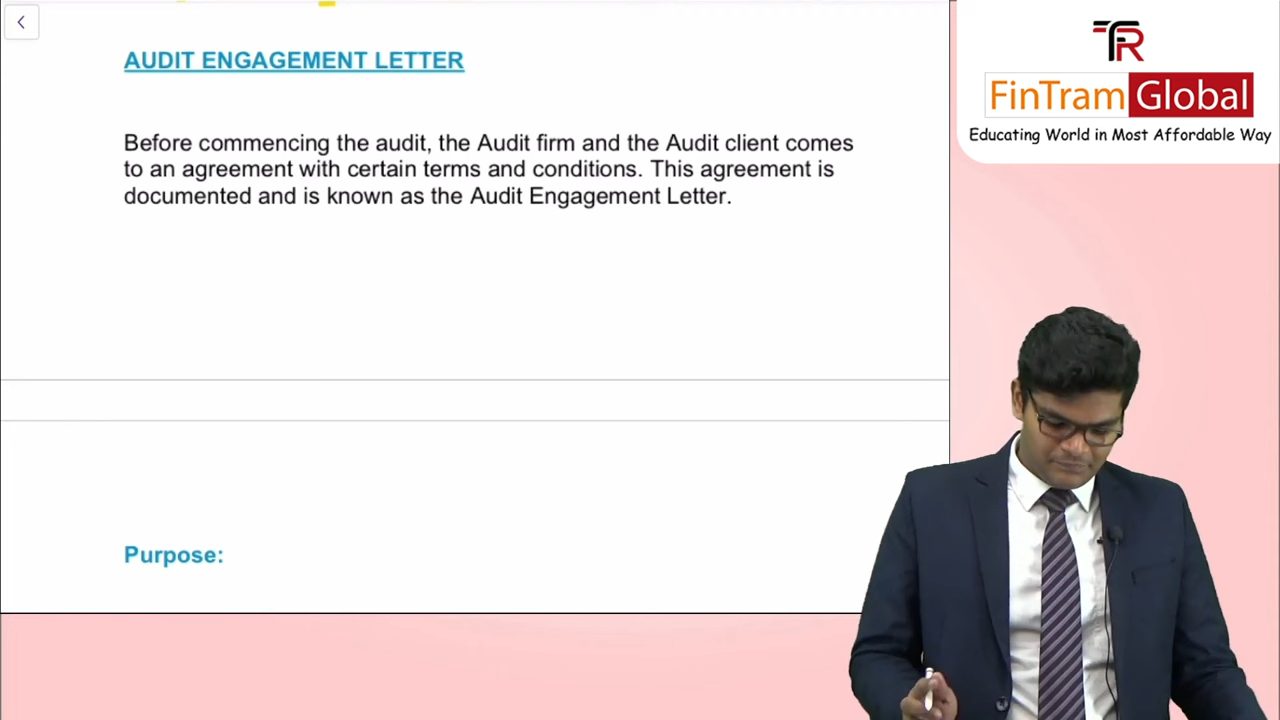 AUDIT ENGAGEMENT LETTER
Before commencing the audit, the Audit firm and the Audit client comes
to an agreement with certain terms and conditions. This agreement is
documented and is known as the Audit Engagement Letter.
Purpose:
TR
FinTram Global
Educating World in Most Affordable Way